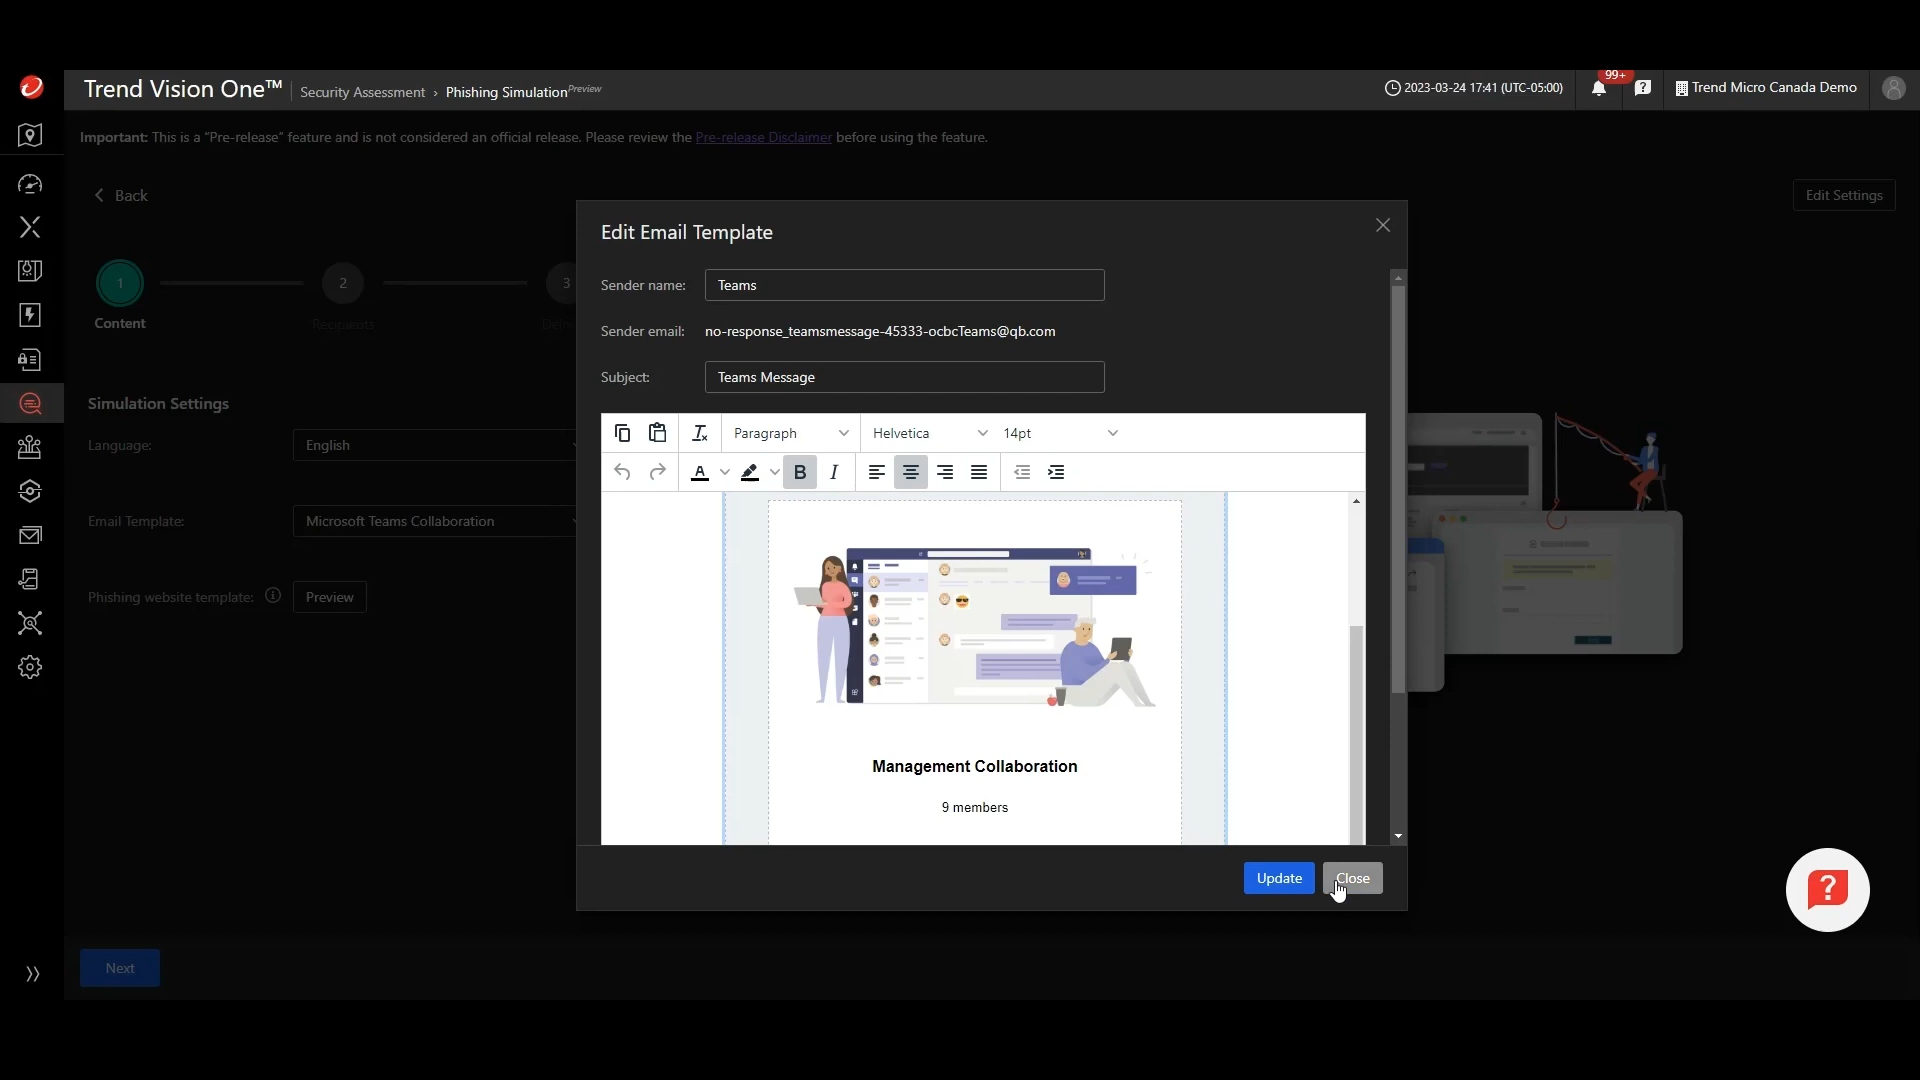 Trend Vision One™ Security Assessment › Phishing Simulation Preview
2023-03-24 17:41 (UTC-05:00) 99+ Trend Micro Canada Demo
Important: This is a "Pre-release" feature and is not considered an official release. Please review the Pre-release Disclaimer before using the feature.
Back
Edit Settings
1 2 3
Content Recipients
Simulation Settings
Language: English
Email Template: Microsoft Teams Collaboration
Phishing website template: Preview
Next
Edit Email Template
Sender name: Teams
Sender email: no-response_teamsmessage-45333-ocbcTeams@qb.com
Subject: Teams Message
Paragraph Helvetica 14pt
A B I
Management Collaboration
9 members
Update Close